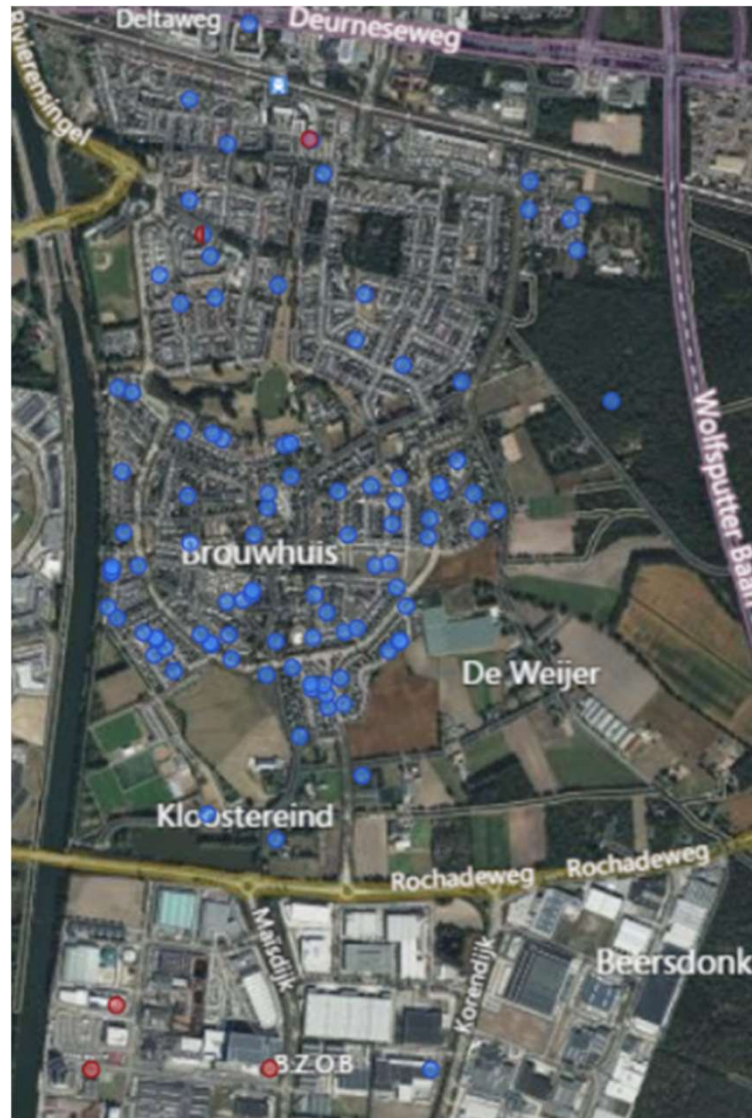 Deltaweg
Deurneseweg
Rivierensingel
Wolfsputter Baan
Brouwhuis
De Weijer
Kloostereind
Rochadeweg
Rochadeweg
Maisdijk
Korendijk
Beersdonk
B.Z.O.B